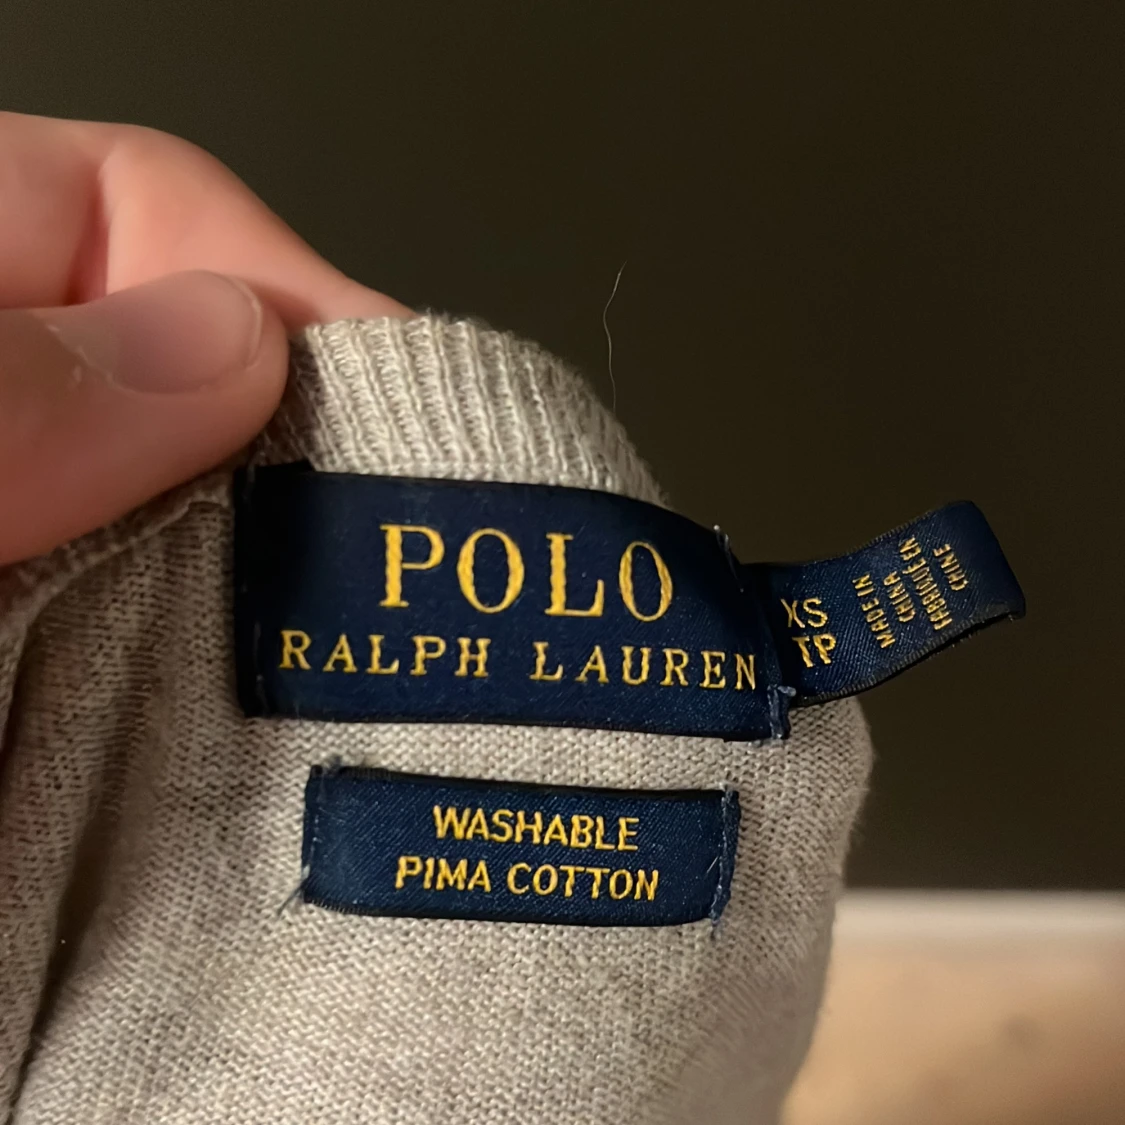 POLO
RALPH LAUREN
XS
TP
MADE IN
CHINA
FABRIQUÉ EN
CHINE
WASHABLE
PIMA COTTON